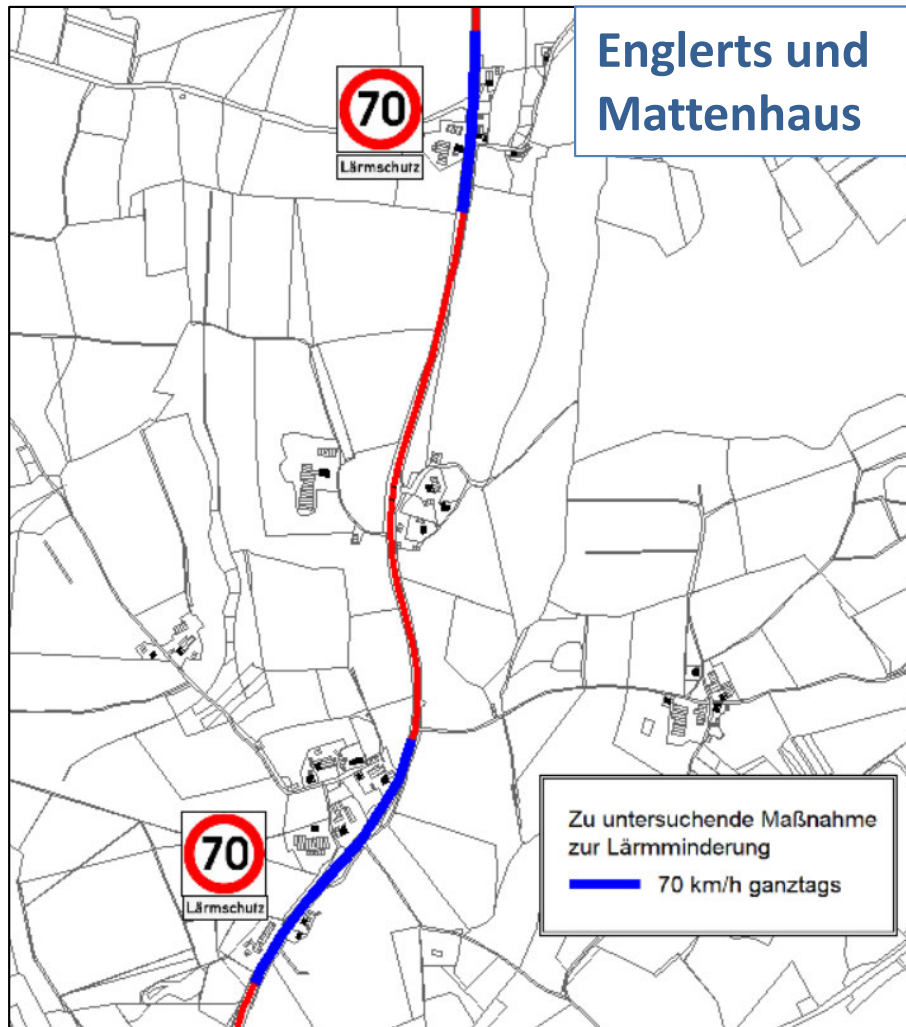 Englerts und
Mattenhaus
70
Lärmschutz
70
Lärmschutz
Zu untersuchende Maßnahme
zur Lärmminderung
70 km/h ganztags